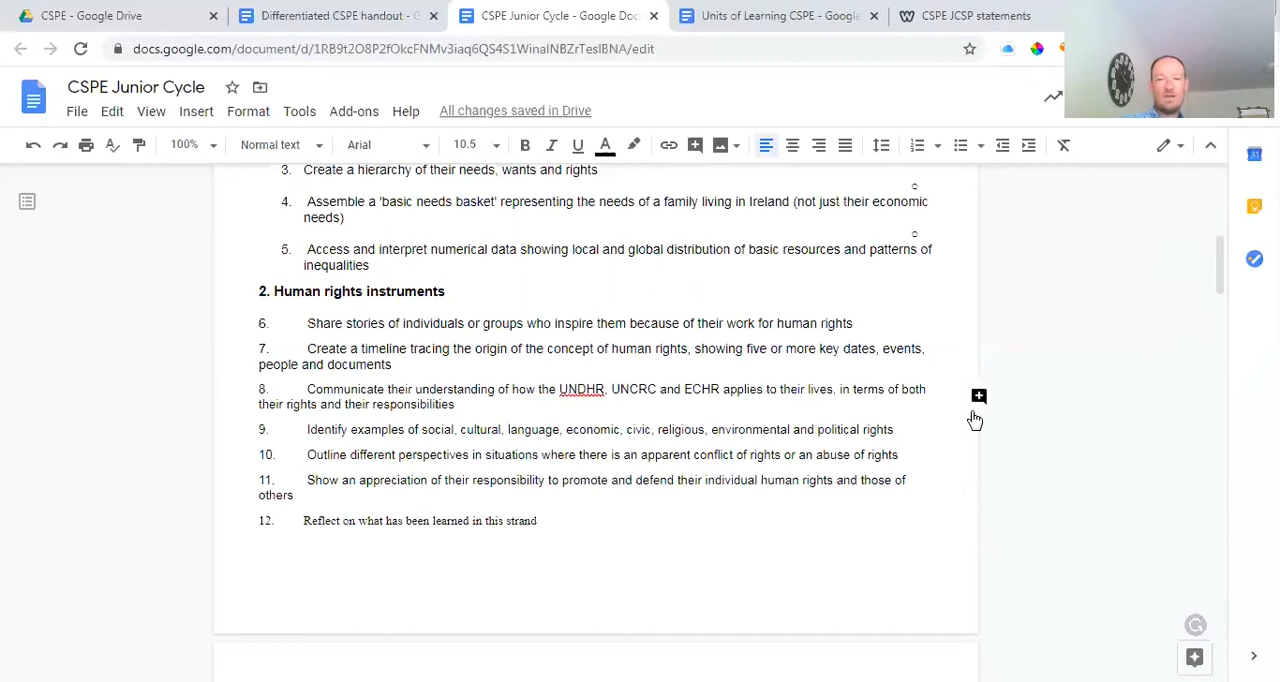 CSPE - Google Drive
Differentiated CSPE handout - G
CSPE Junior Cycle - Google Doc
Units of Learning CSPE - Google
CSPE JCSP statements
docs.google.com/document/d/1RB9t2O8P2fOkcFNMv3iaq6QS4S1WinaINBZrTeslBNA/edit
CSPE Junior Cycle
File Edit View Insert Format Tools Add-ons Help All changes saved in Drive
100% Normal text Arial 10.5 B I U A
31
3. Create a hierarchy of their needs, wants and rights
4. Assemble a 'basic needs basket' representing the needs of a family living in Ireland (not just their economic
needs)
5. Access and interpret numerical data showing local and global distribution of basic resources and patterns of
inequalities
2. Human rights instruments
6. Share stories of individuals or groups who inspire them because of their work for human rights
7. Create a timeline tracing the origin of the concept of human rights, showing five or more key dates, events,
people and documents
8. Communicate their understanding of how the UNDHR, UNCRC and ECHR applies to their lives, in terms of both
their rights and their responsibilities
9. Identify examples of social, cultural, language, economic, civic, religious, environmental and political rights
10. Outline different perspectives in situations where there is an apparent conflict of rights or an abuse of rights
11. Show an appreciation of their responsibility to promote and defend their individual human rights and those of
others
12. Reflect on what has been learned in this strand